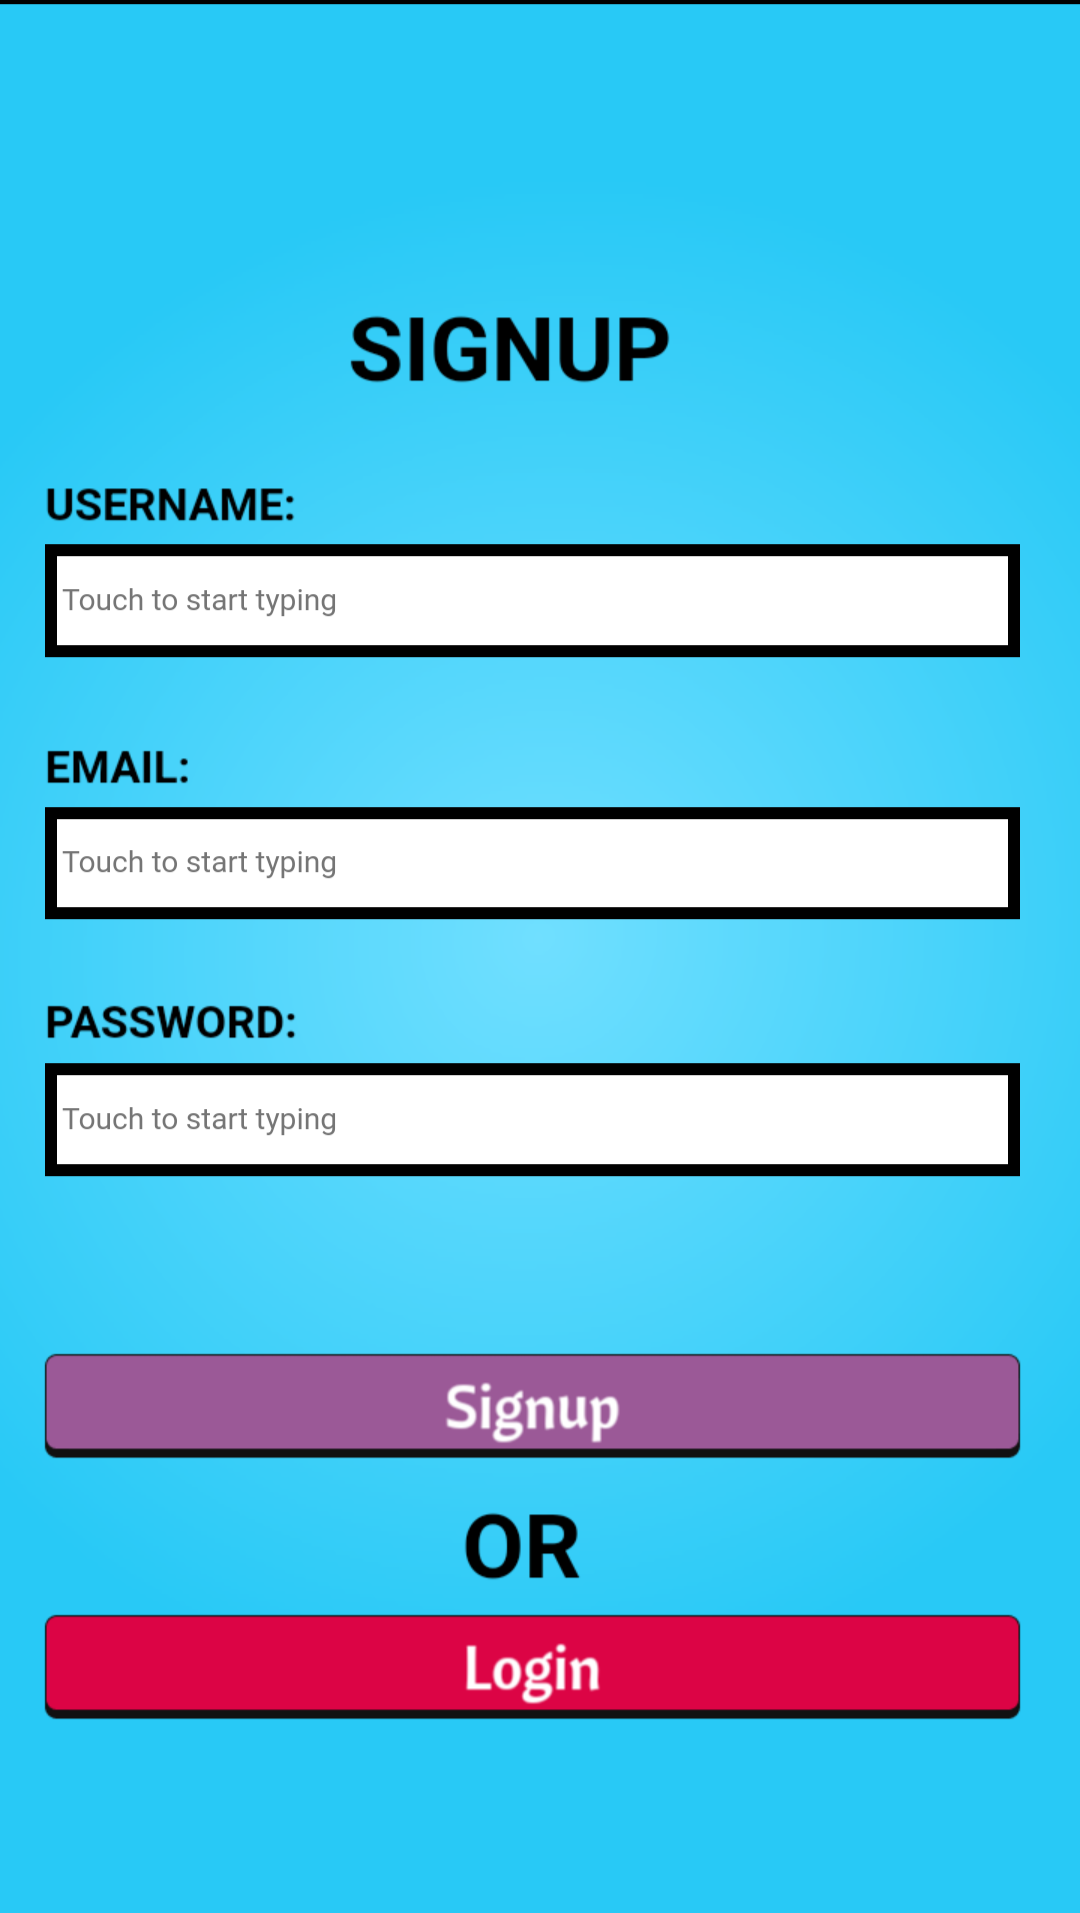 SIGNUP
USERNAME:
Touch to start typing
EMAIL:
Touch to start typing
PASSWORD:
Touch to start typing
Signup
OR
Login